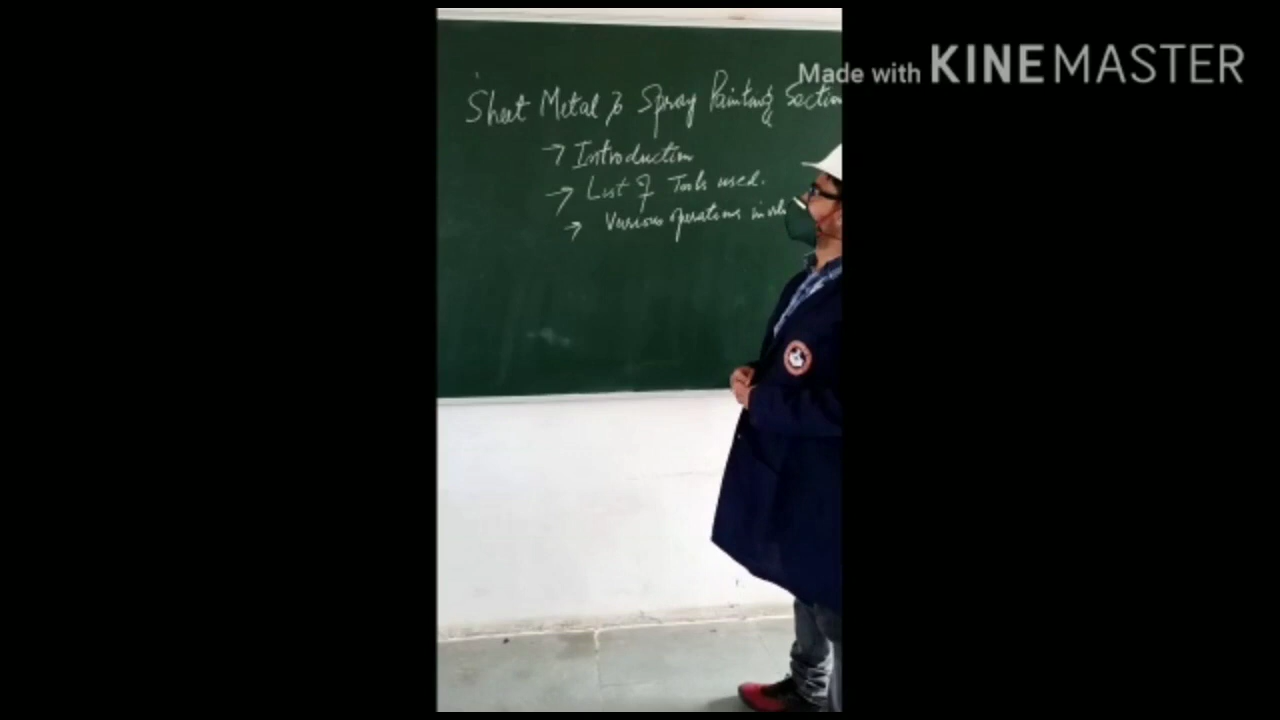 Made with KINEMASTER
Sheet Metal & Spray Painting Section
→ Introduction
→ List of Tools used.
→ Various operations